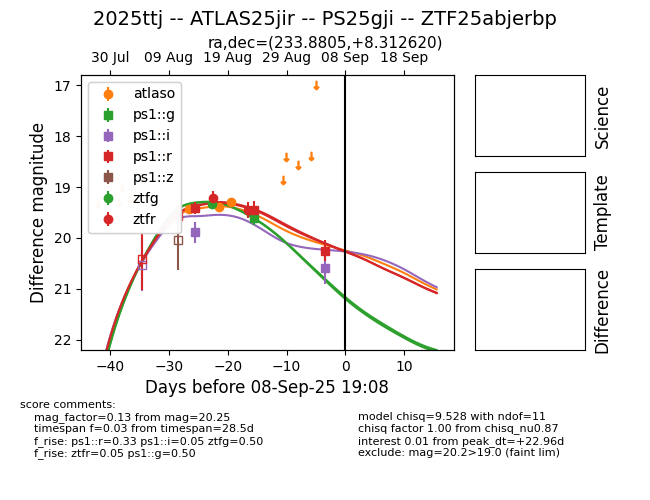 2025ttj -- ATLAS25jir -- PS25gji -- ZTF25abjerbp
ra,dec=(233.8805,+8.312620)
30 Jul 09 Aug 19 Aug 29 Aug 08 Sep 18 Sep
17
18
19
20
21
22
Difference magnitude
atlaso
ps1::g
ps1::i
ps1::r
ps1::z
ztfg
ztfr
Science
Template
Difference
−40 −30 −20 −10 0 10
Days before 08-Sep-25 19:08
score comments:
mag_factor=0.13 from mag=20.25
timespan f=0.03 from timespan=28.5d
f_rise: ps1::r=0.33 ps1::i=0.05 ztfg=0.50
f_rise: ztfr=0.05 ps1::g=0.50
model chisq=9.528 with ndof=11
chisq factor 1.00 from chisq_nu0.87
interest 0.01 from peak_dt=+22.96d
exclude: mag=20.2>19.0 (faint lim)